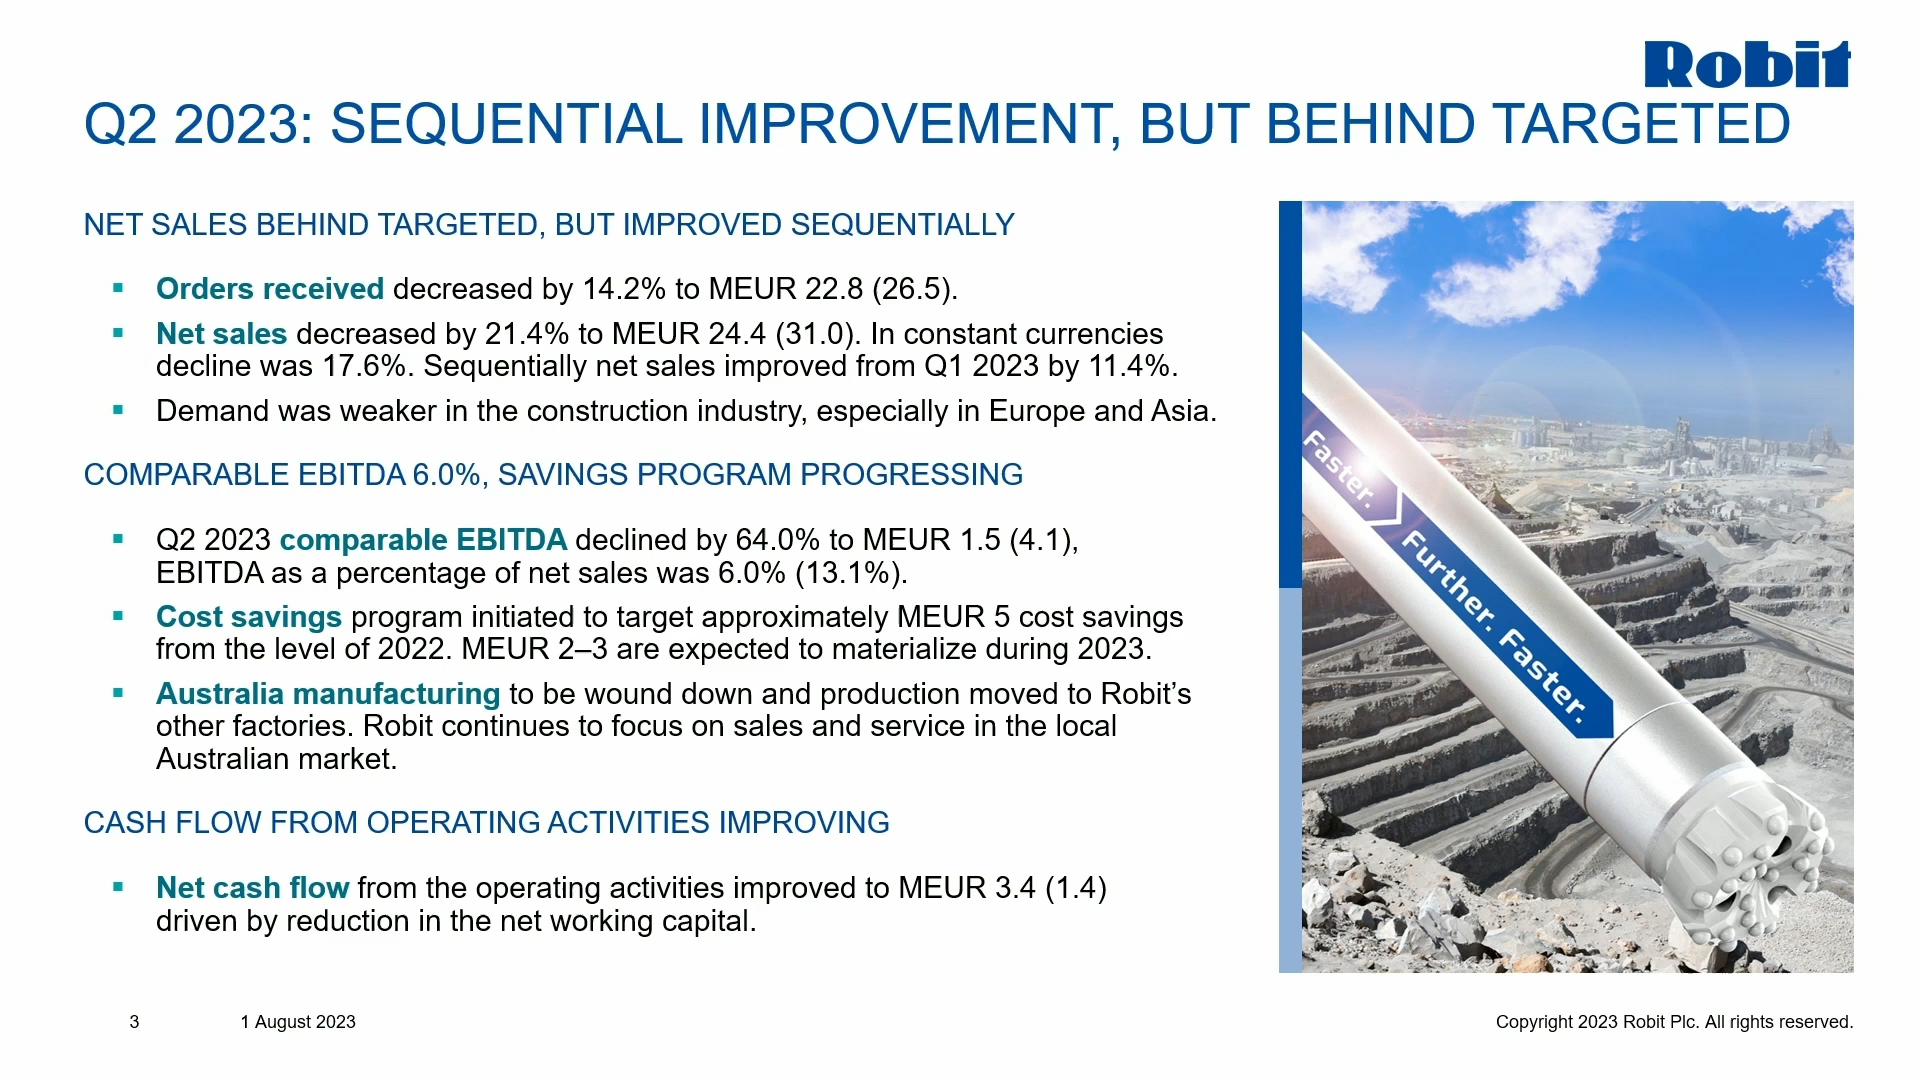 Robit
Q2 2023: SEQUENTIAL IMPROVEMENT, BUT BEHIND TARGETED
NET SALES BEHIND TARGETED, BUT IMPROVED SEQUENTIALLY
▪ Orders received decreased by 14.2% to MEUR 22.8 (26.5).
▪ Net sales decreased by 21.4% to MEUR 24.4 (31.0). In constant currencies
decline was 17.6%. Sequentially net sales improved from Q1 2023 by 11.4%.
▪ Demand was weaker in the construction industry, especially in Europe and Asia.
COMPARABLE EBITDA 6.0%, SAVINGS PROGRAM PROGRESSING
▪ Q2 2023 comparable EBITDA declined by 64.0% to MEUR 1.5 (4.1),
EBITDA as a percentage of net sales was 6.0% (13.1%).
▪ Cost savings program initiated to target approximately MEUR 5 cost savings
from the level of 2022. MEUR 2–3 are expected to materialize during 2023.
▪ Australia manufacturing to be wound down and production moved to Robit’s
other factories. Robit continues to focus on sales and service in the local
Australian market.
CASH FLOW FROM OPERATING ACTIVITIES IMPROVING
▪ Net cash flow from the operating activities improved to MEUR 3.4 (1.4)
driven by reduction in the net working capital.
Faster.
Further. Faster.
3
1 August 2023
Copyright 2023 Robit Plc. All rights reserved.